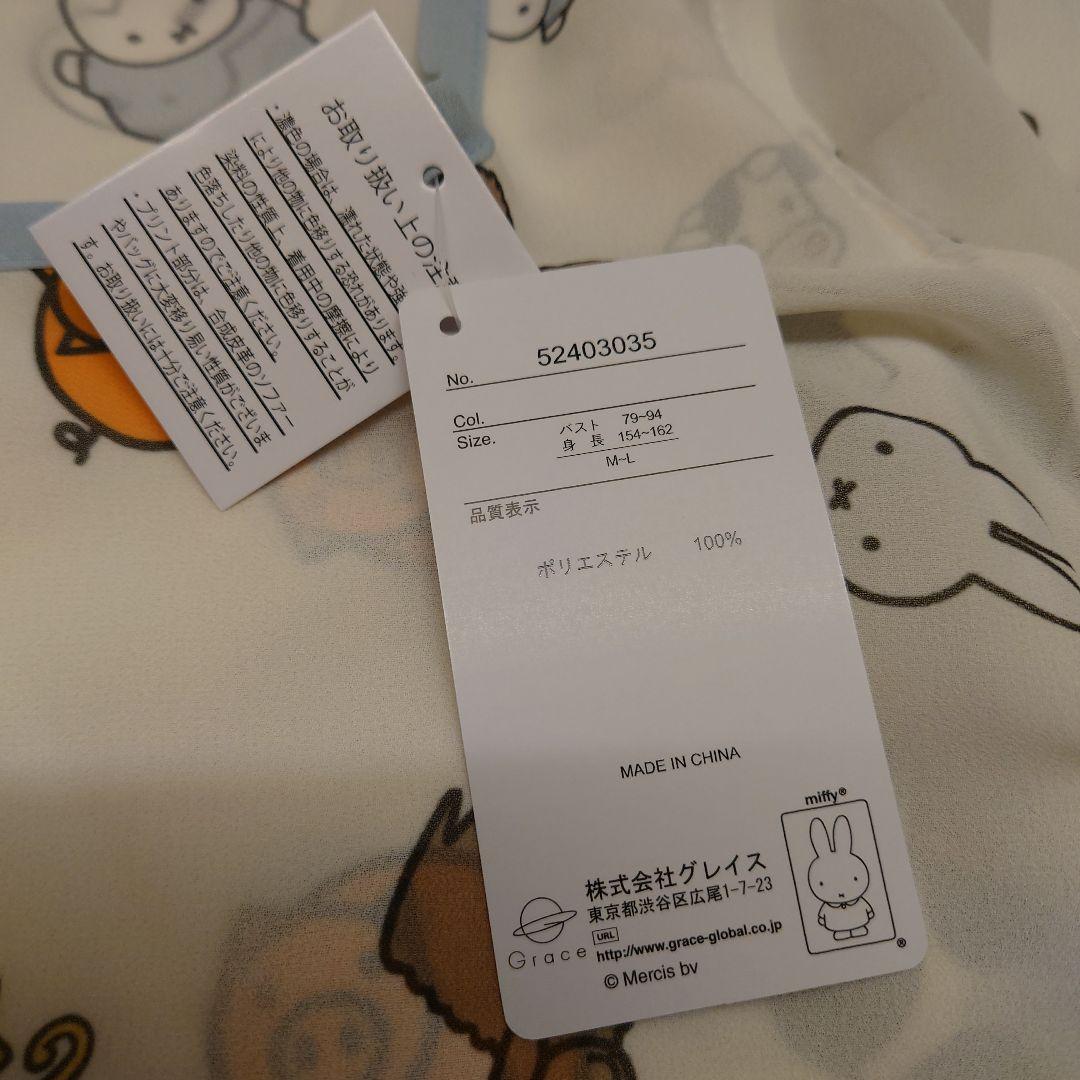 お取り扱い上の注
・濃色の場合は、濡れた状態や強
により他の物に色移りする恐れがあります。
染料の性質上、着用中の摩擦により
色落ちしたり他の物に色移りすることが
ありますのでご注意ください。
・プリント部分は、合成皮革のソファー
やバッグに大変移り易い性質がございま
す。お取り扱いには十分ご注意ください。
No. 52403035
Col.
Size. バスト 79~94
身 長 154~162
M~L
品質表示
ポリエステル 100%
MADE IN CHINA
miffy®
®
株式会社グレイス
東京都渋谷区広尾1-7-23
Grace
URL
http://www.grace-global.co.jp
© Mercis bv